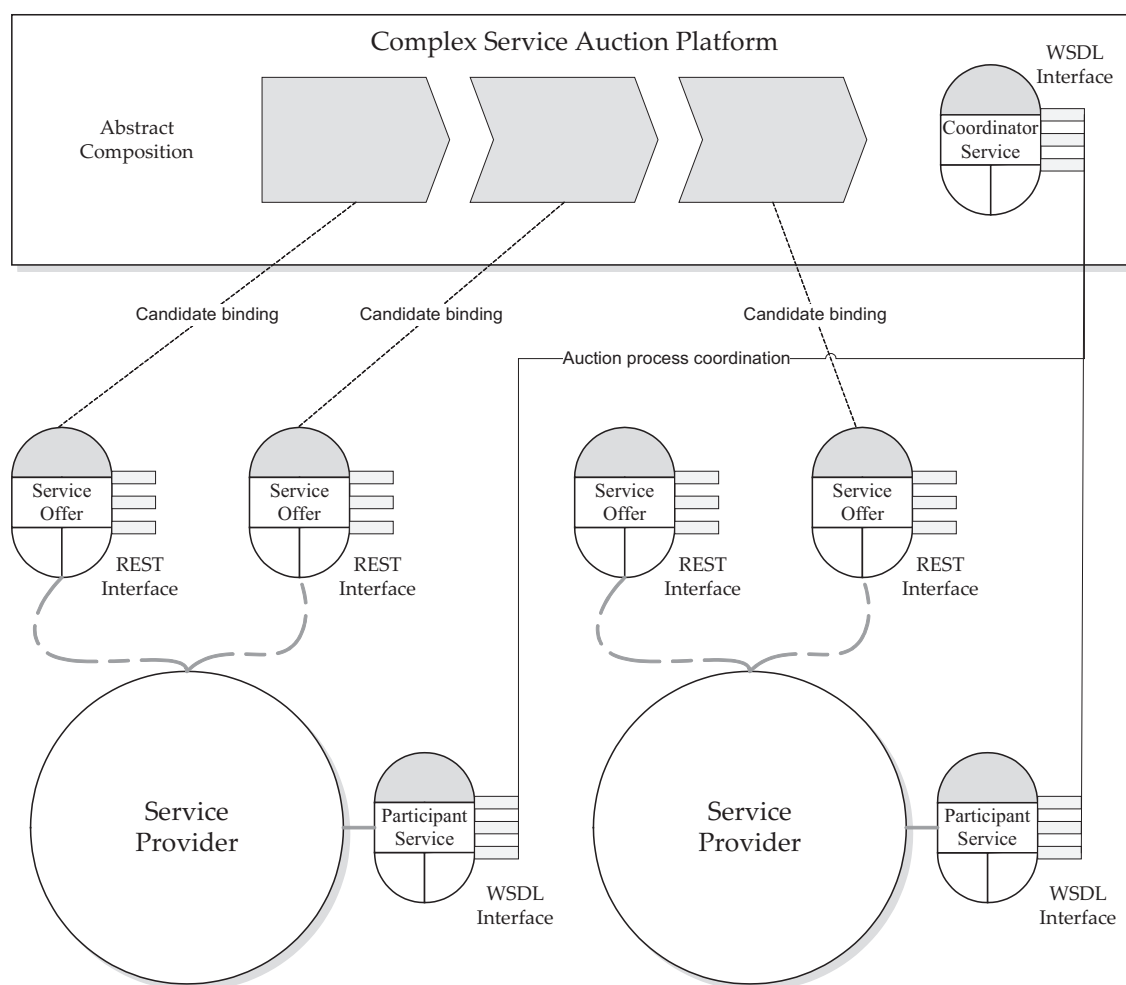 Complex Service Auction Platform
WSDL
Interface
Abstract
Composition
Coordinator
Service
Candidate binding
Candidate binding
Candidate binding
Auction process coordination
Service
Offer
REST
Interface
Service
Offer
REST
Interface
Service
Offer
REST
Interface
Service
Offer
REST
Interface
Service
Provider
Participant
Service
WSDL
Interface
Service
Provider
Participant
Service
WSDL
Interface